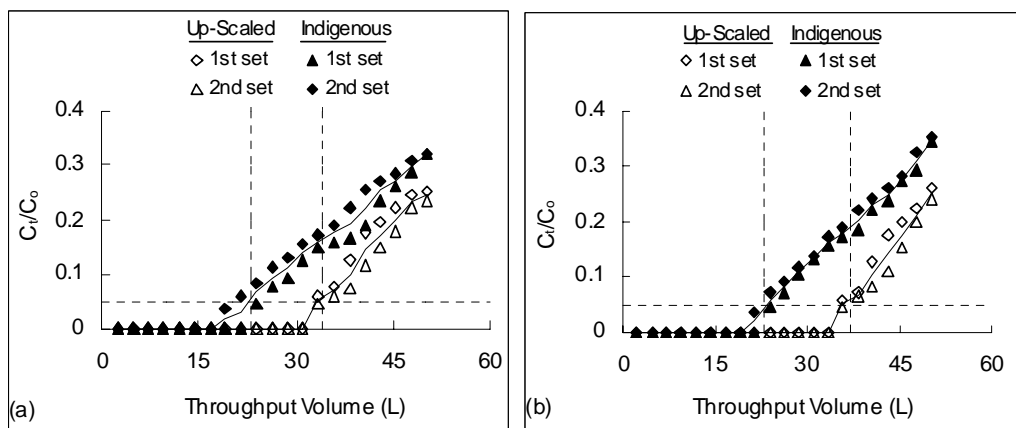 Up-Scaled Indigenous
1st set 1st set
2nd set 2nd set
0.4
0.3
0.2
0.1
0
Ct/Co
0 15 30 45 60
Throughput Volume (L)
(a)
Up-Scaled Indigenous
1st set 1st set
2nd set 2nd set
0.4
0.3
0.2
0.1
0
Ct/Co
0 15 30 45 60
Throughput Volume (L)
(b)